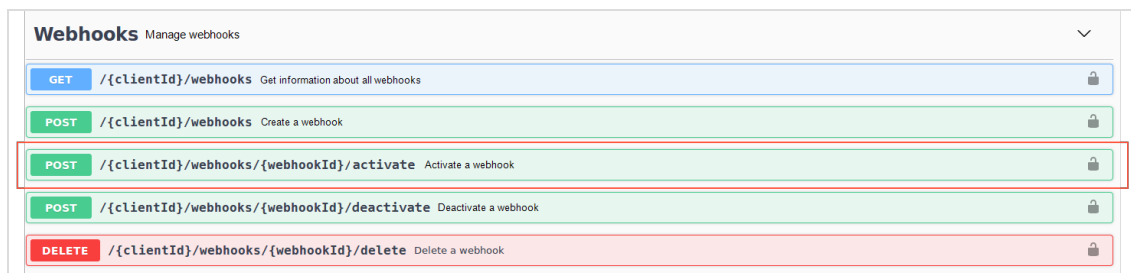 Webhooks Manage webhooks
GET /{clientId}/webhooks Get information about all webhooks
POST /{clientId}/webhooks Create a webhook
POST /{clientId}/webhooks/{webhookId}/activate Activate a webhook
POST /{clientId}/webhooks/{webhookId}/deactivate Deactivate a webhook
DELETE /{clientId}/webhooks/{webhookId}/delete Delete a webhook